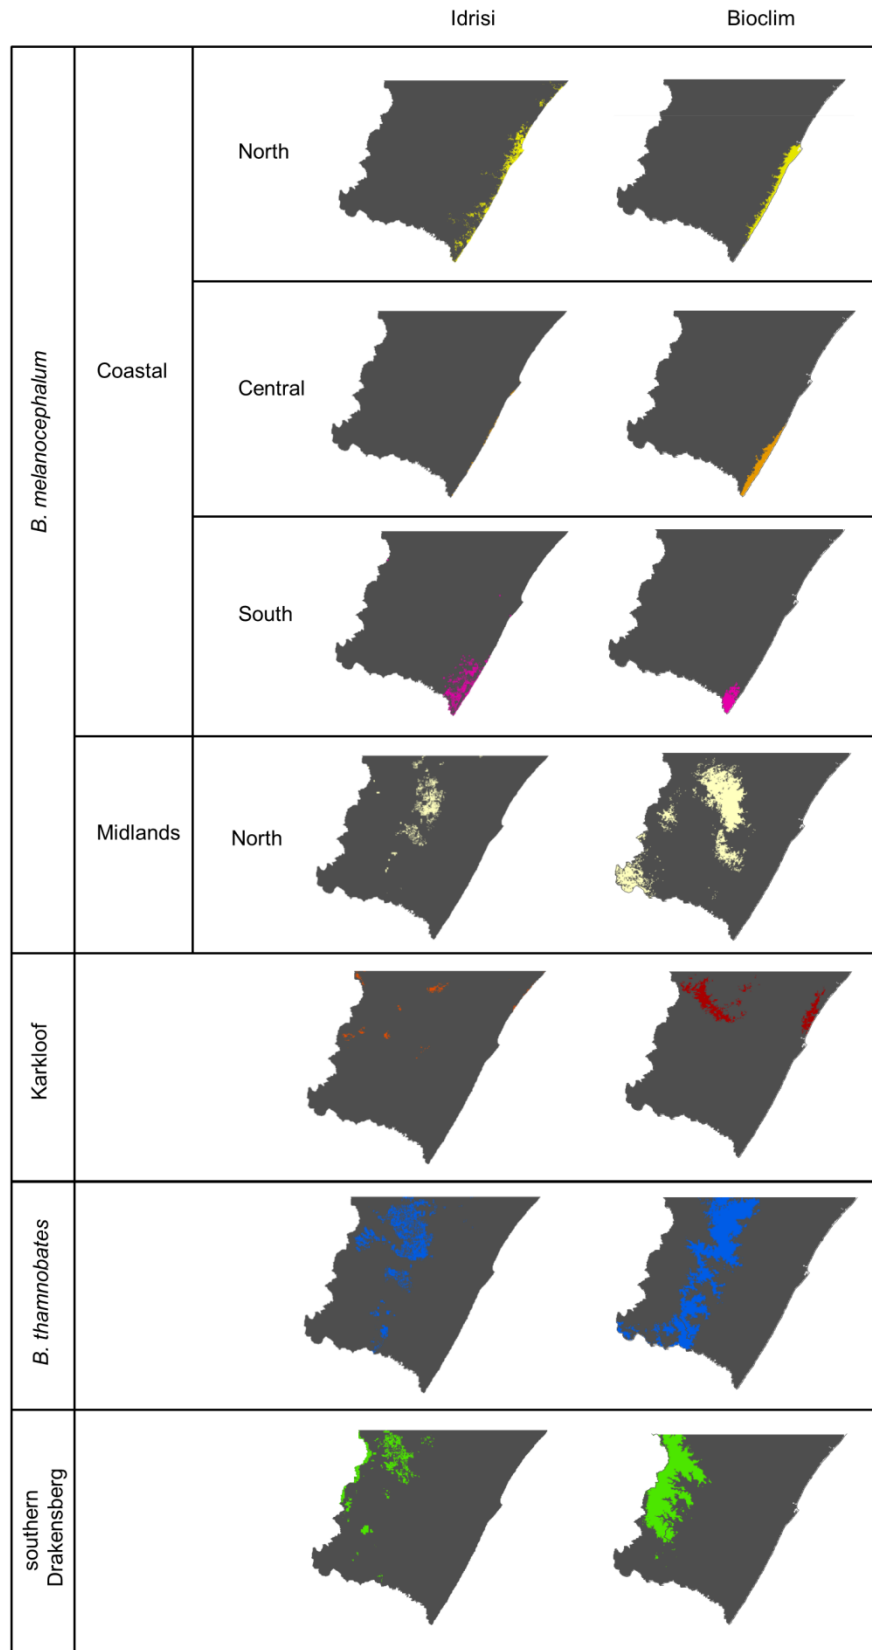 Idrisi Bioclim
North
Central
B. melanocephalum
Coastal
South
Midlands
North
Karkloof
B. thamnobates
southern
Drakensberg